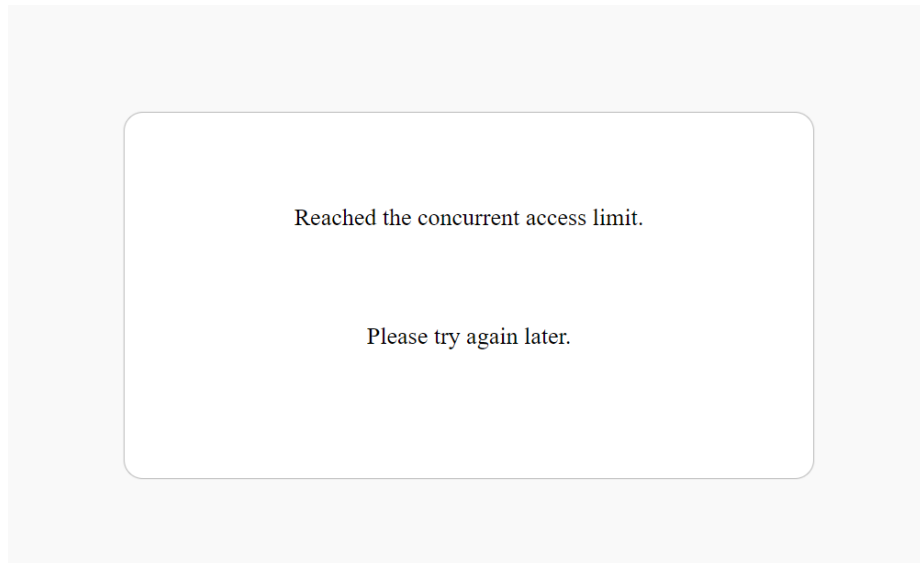 Reached the concurrent access limit.
Please try again later.